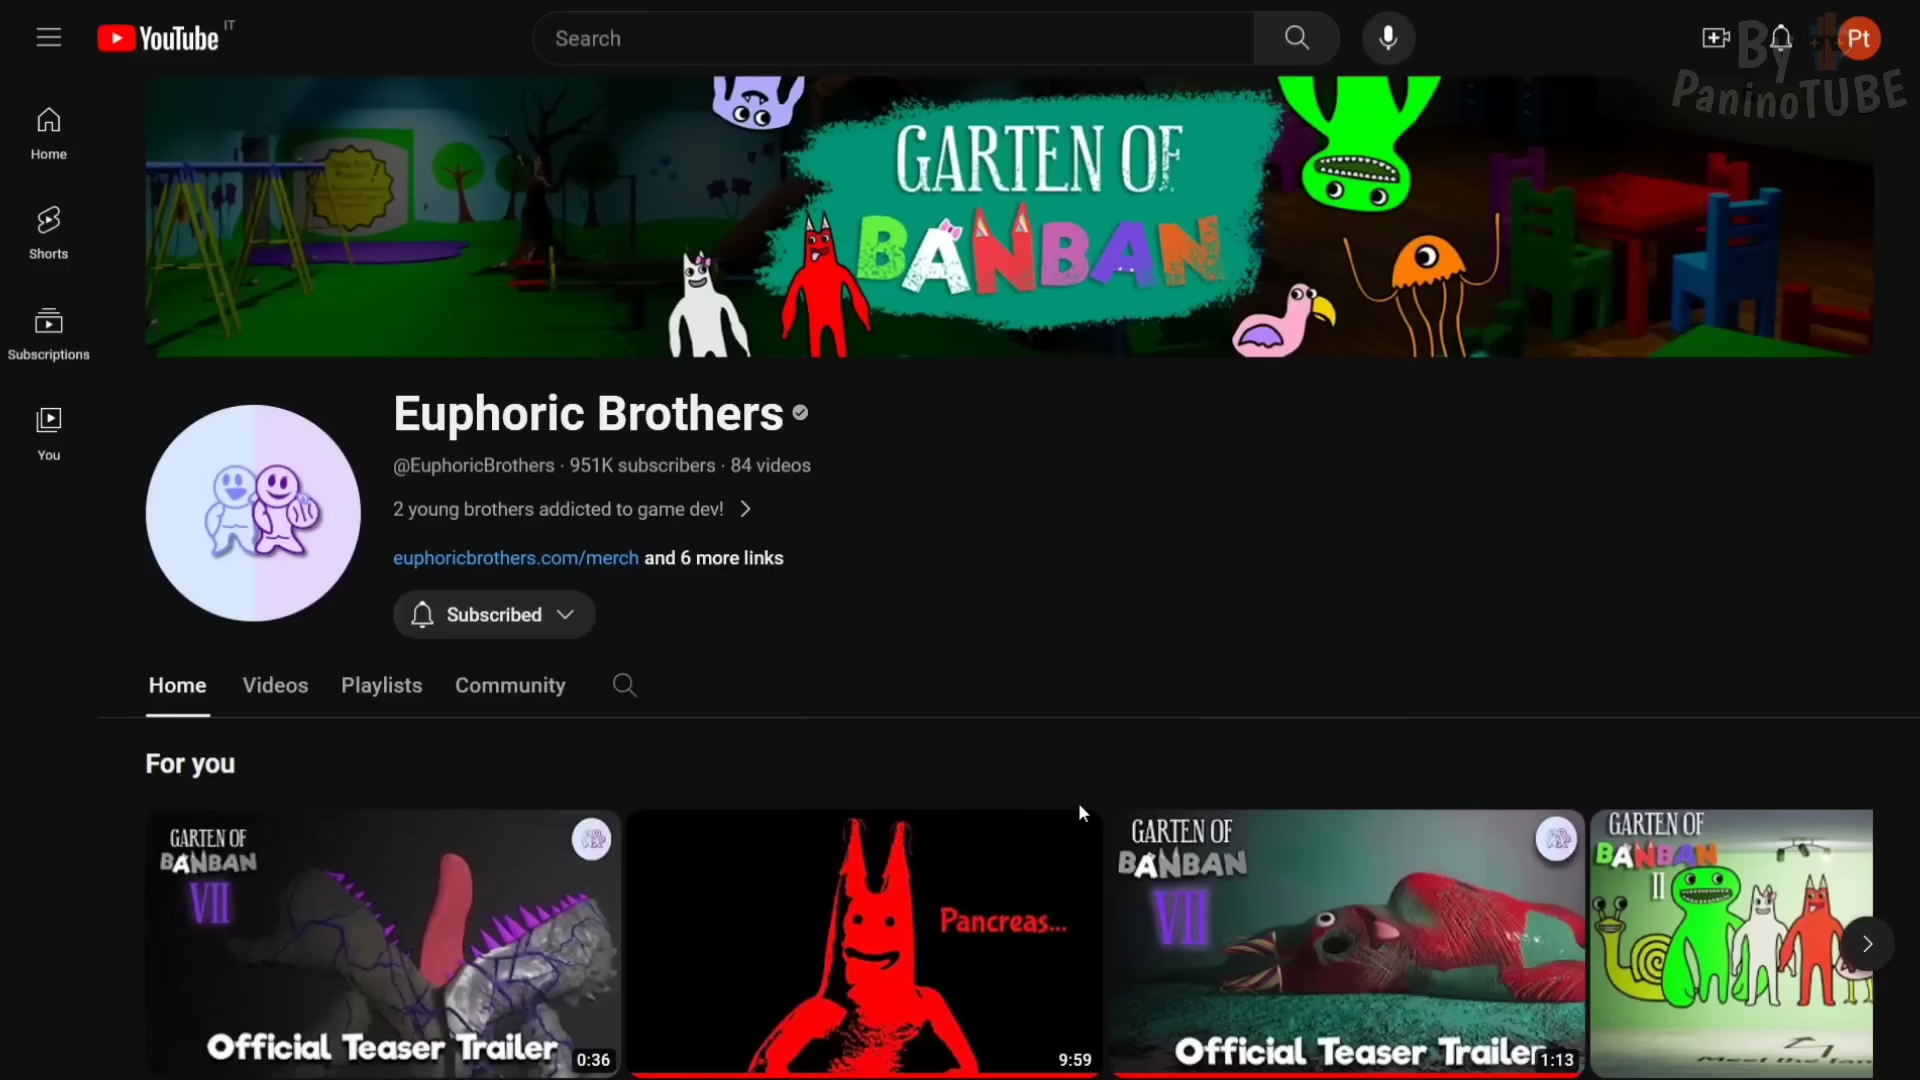 YouTube IT
Search
By
PaninoTUBE
Pt
Home
Shorts
Subscriptions
You
GARTEN OF
BANBAN
Euphoric Brothers
@EuphoricBrothers · 951K subscribers · 84 videos
2 young brothers addicted to game dev!
euphoricbrothers.com/merch and 6 more links
Subscribed
Home Videos Playlists Community
For you
GARTEN OF
BANBAN
VII
Official Teaser Trailer
0:36
Pancreas...
9:59
GARTEN OF
BANBAN
VII
Official Teaser Trailer
1:13
GARTEN OF
BANBAN
II